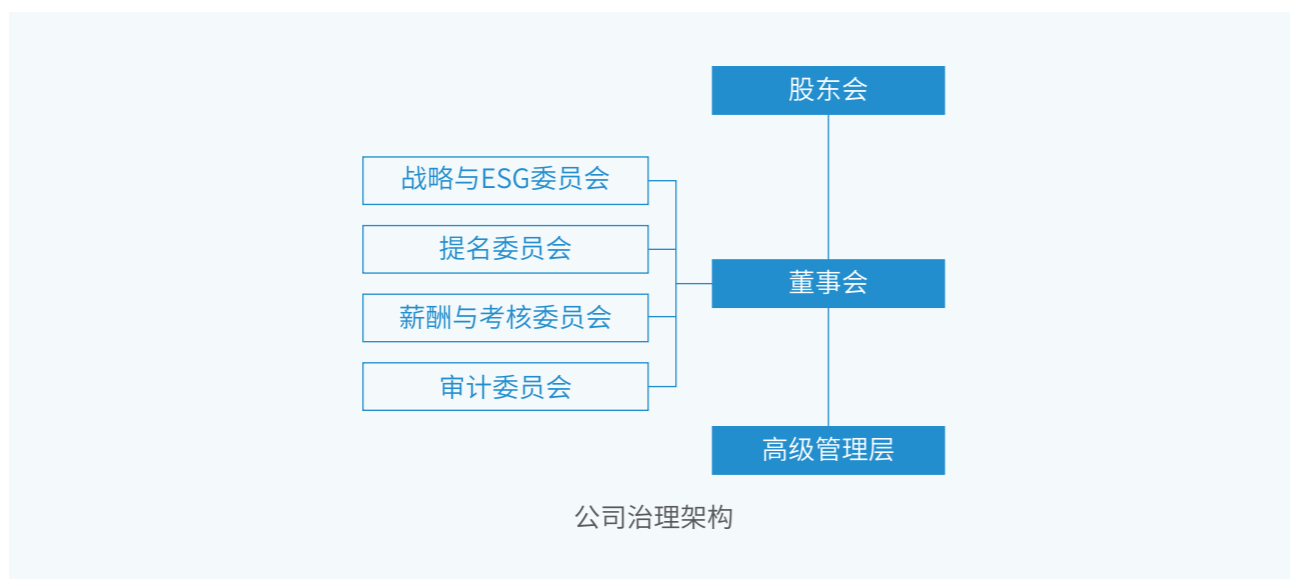 股东会
战略与ESG委员会
提名委员会
董事会
薪酬与考核委员会
审计委员会
高级管理层
公司治理架构